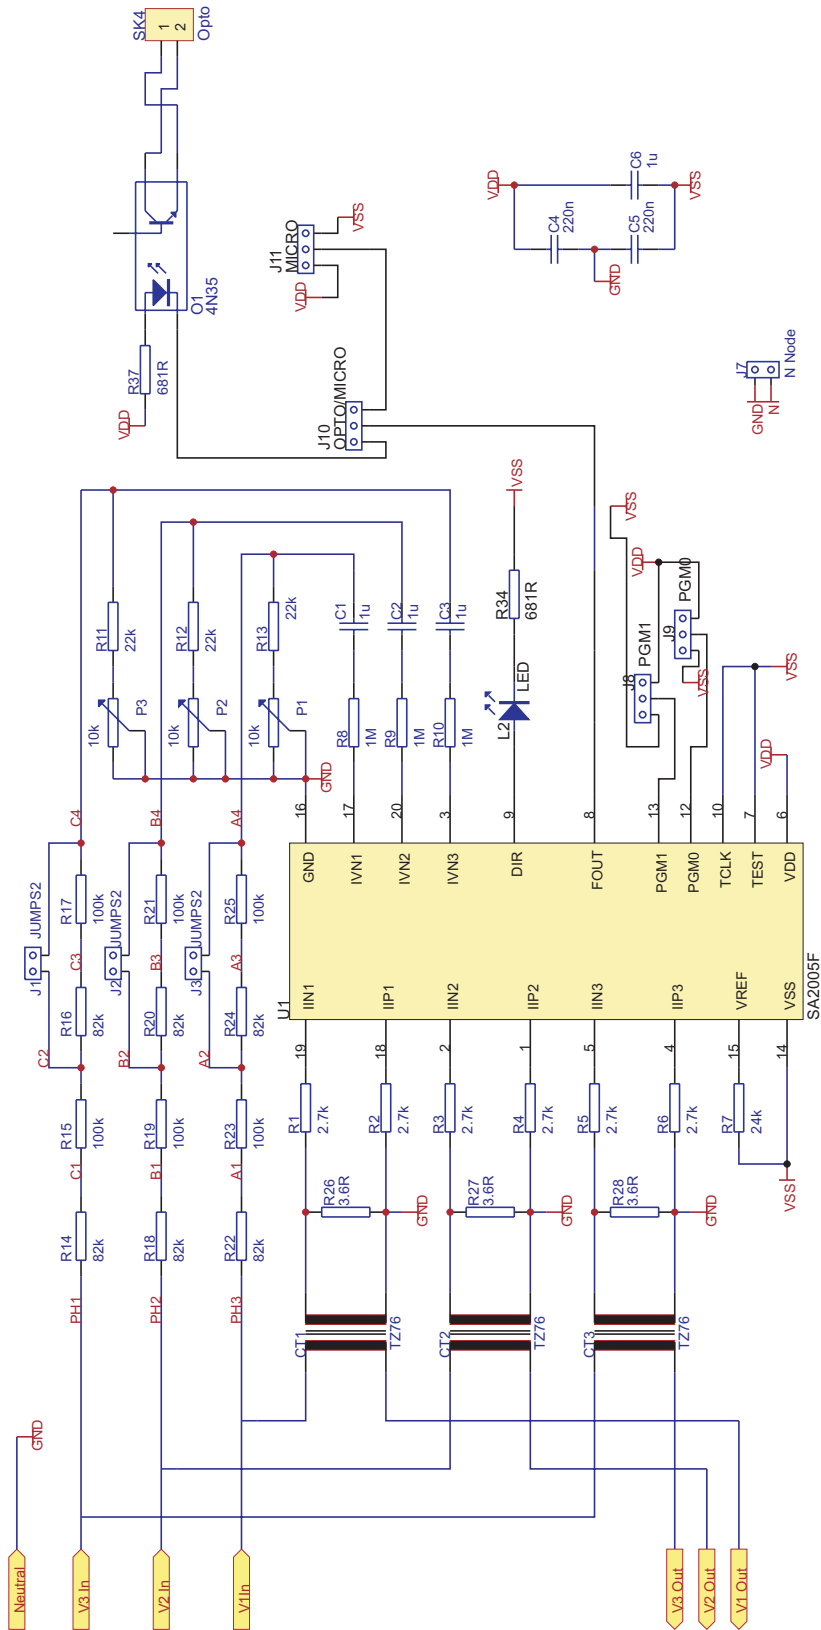 SK4
1
2
Opto
O1
4N35
R37
681R
VDD
J11
MICRO
VSS
VDD
J10
OPTO/MICRO
VDD
C6
1u
C4
220n
C5
220n
VSS
GND
J7
N Node
GND
N
R11
22k
R12
22k
R13
22k
10k
P3
10k
P2
10k
P1
GND
C1
1u
C2
1u
C3
1u
R8
1M
R9
1M
R10
1M
VSS
R34
681R
LED
L2
VSS
VDD
PGM1
J8
PGM0
J9
VSS
VSS
VDD
C4
B4
A4
JUMPS2
J1
JUMPS2
J2
JUMPS2
J3
R17
100k
R21
100k
R25
100k
C3
B3
A3
R16
82k
R20
82k
R24
82k
C2
B2
A2
R15
100k
R19
100k
R23
100k
C1
B1
A1
R14
82k
R18
82k
R22
82k
PH1
PH2
PH3
16
17
20
3
9
8
13
12
10
7
6
GND
IVN1
IVN2
IVN3
DIR
FOUT
PGM1
PGM0
TCLK
TEST
VDD
U1
IIN1
IIP1
IIN2
IIP2
IIN3
IIP3
VREF
VSS
SA2005F
19
18
2
1
5
4
15
14
R1
2.7k
R2
2.7k
R3
2.7k
R4
2.7k
R5
2.7k
R6
2.7k
R7
24k
VSS
R26
3.6R
GND
R27
3.6R
GND
R28
3.6R
GND
CT1
TZ76
CT2
TZ76
CT3
TZ76
GND
Neutral
V3 In
V2 In
V1In
V3 Out
V2 Out
V1 Out